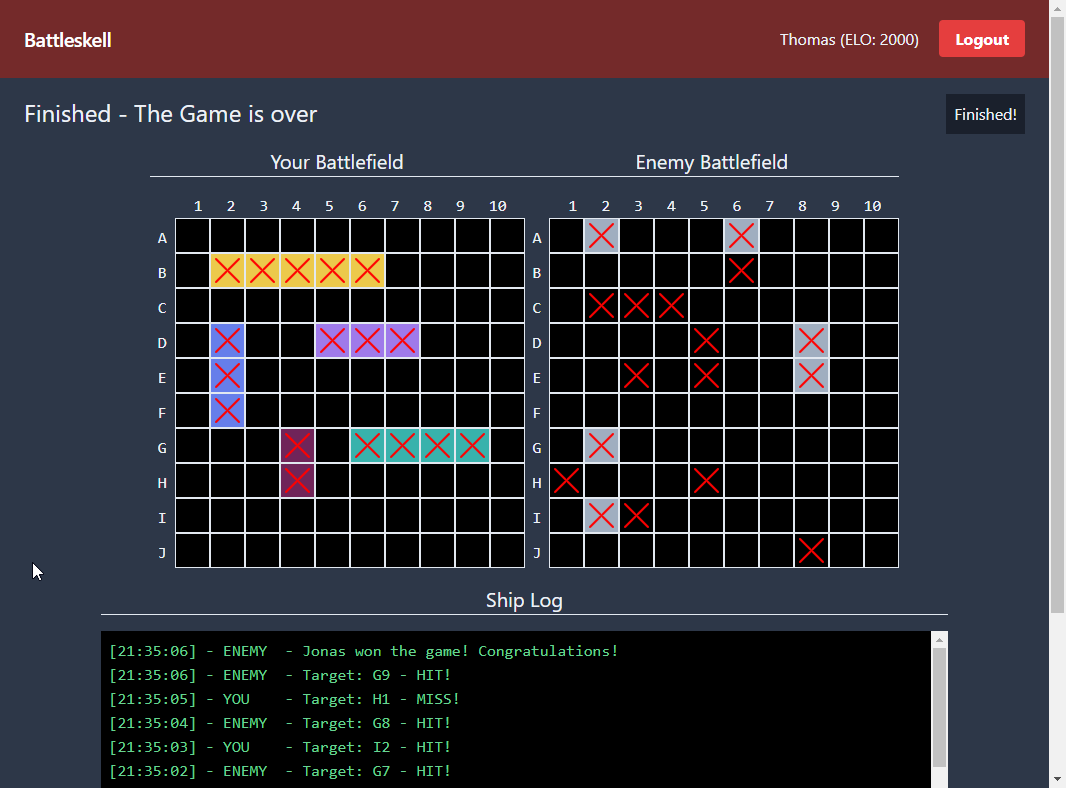 Battleskell Thomas (ELO: 2000) Logout
Finished - The Game is over Finished!
Your Battlefield Enemy Battlefield
1 2 3 4 5 6 7 8 9 10 1 2 3 4 5 6 7 8 9 10
A A
B B
C C
D D
E E
F F
G G
H H
I I
J J
Ship Log
[21:35:06] - ENEMY - Jonas won the game! Congratulations!
[21:35:06] - ENEMY - Target: G9 - HIT!
[21:35:05] - YOU - Target: H1 - MISS!
[21:35:04] - ENEMY - Target: G8 - HIT!
[21:35:03] - YOU - Target: I2 - HIT!
[21:35:02] - ENEMY - Target: G7 - HIT!